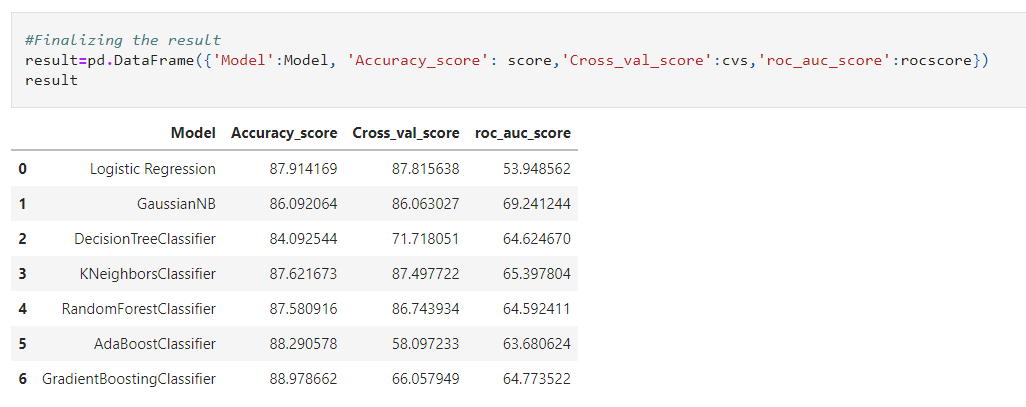 #Finalizing the result
result=pd.DataFrame({'Model':Model, 'Accuracy_score': score,'Cross_val_score':cvs,'roc_auc_score':rocscore})
result
Model Accuracy_score Cross_val_score roc_auc_score
0 Logistic Regression 87.914169 87.815638 53.948562
1 GaussianNB 86.092064 86.063027 69.241244
2 DecisionTreeClassifier 84.092544 71.718051 64.624670
3 KNeighborsClassifier 87.621673 87.497722 65.397804
4 RandomForestClassifier 87.580916 86.743934 64.592411
5 AdaBoostClassifier 88.290578 58.097233 63.680624
6 GradientBoostingClassifier 88.978662 66.057949 64.773522